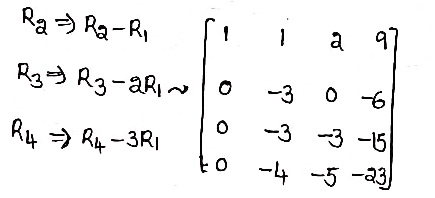 R2 ⇒ R2-R1 [ 1 1 2 9 ]
R3 ⇒ R3-2R1 ~ 0 -3 0 -6
R4 ⇒ R4-3R1 0 -3 -3 -15
0 -4 -5 -23